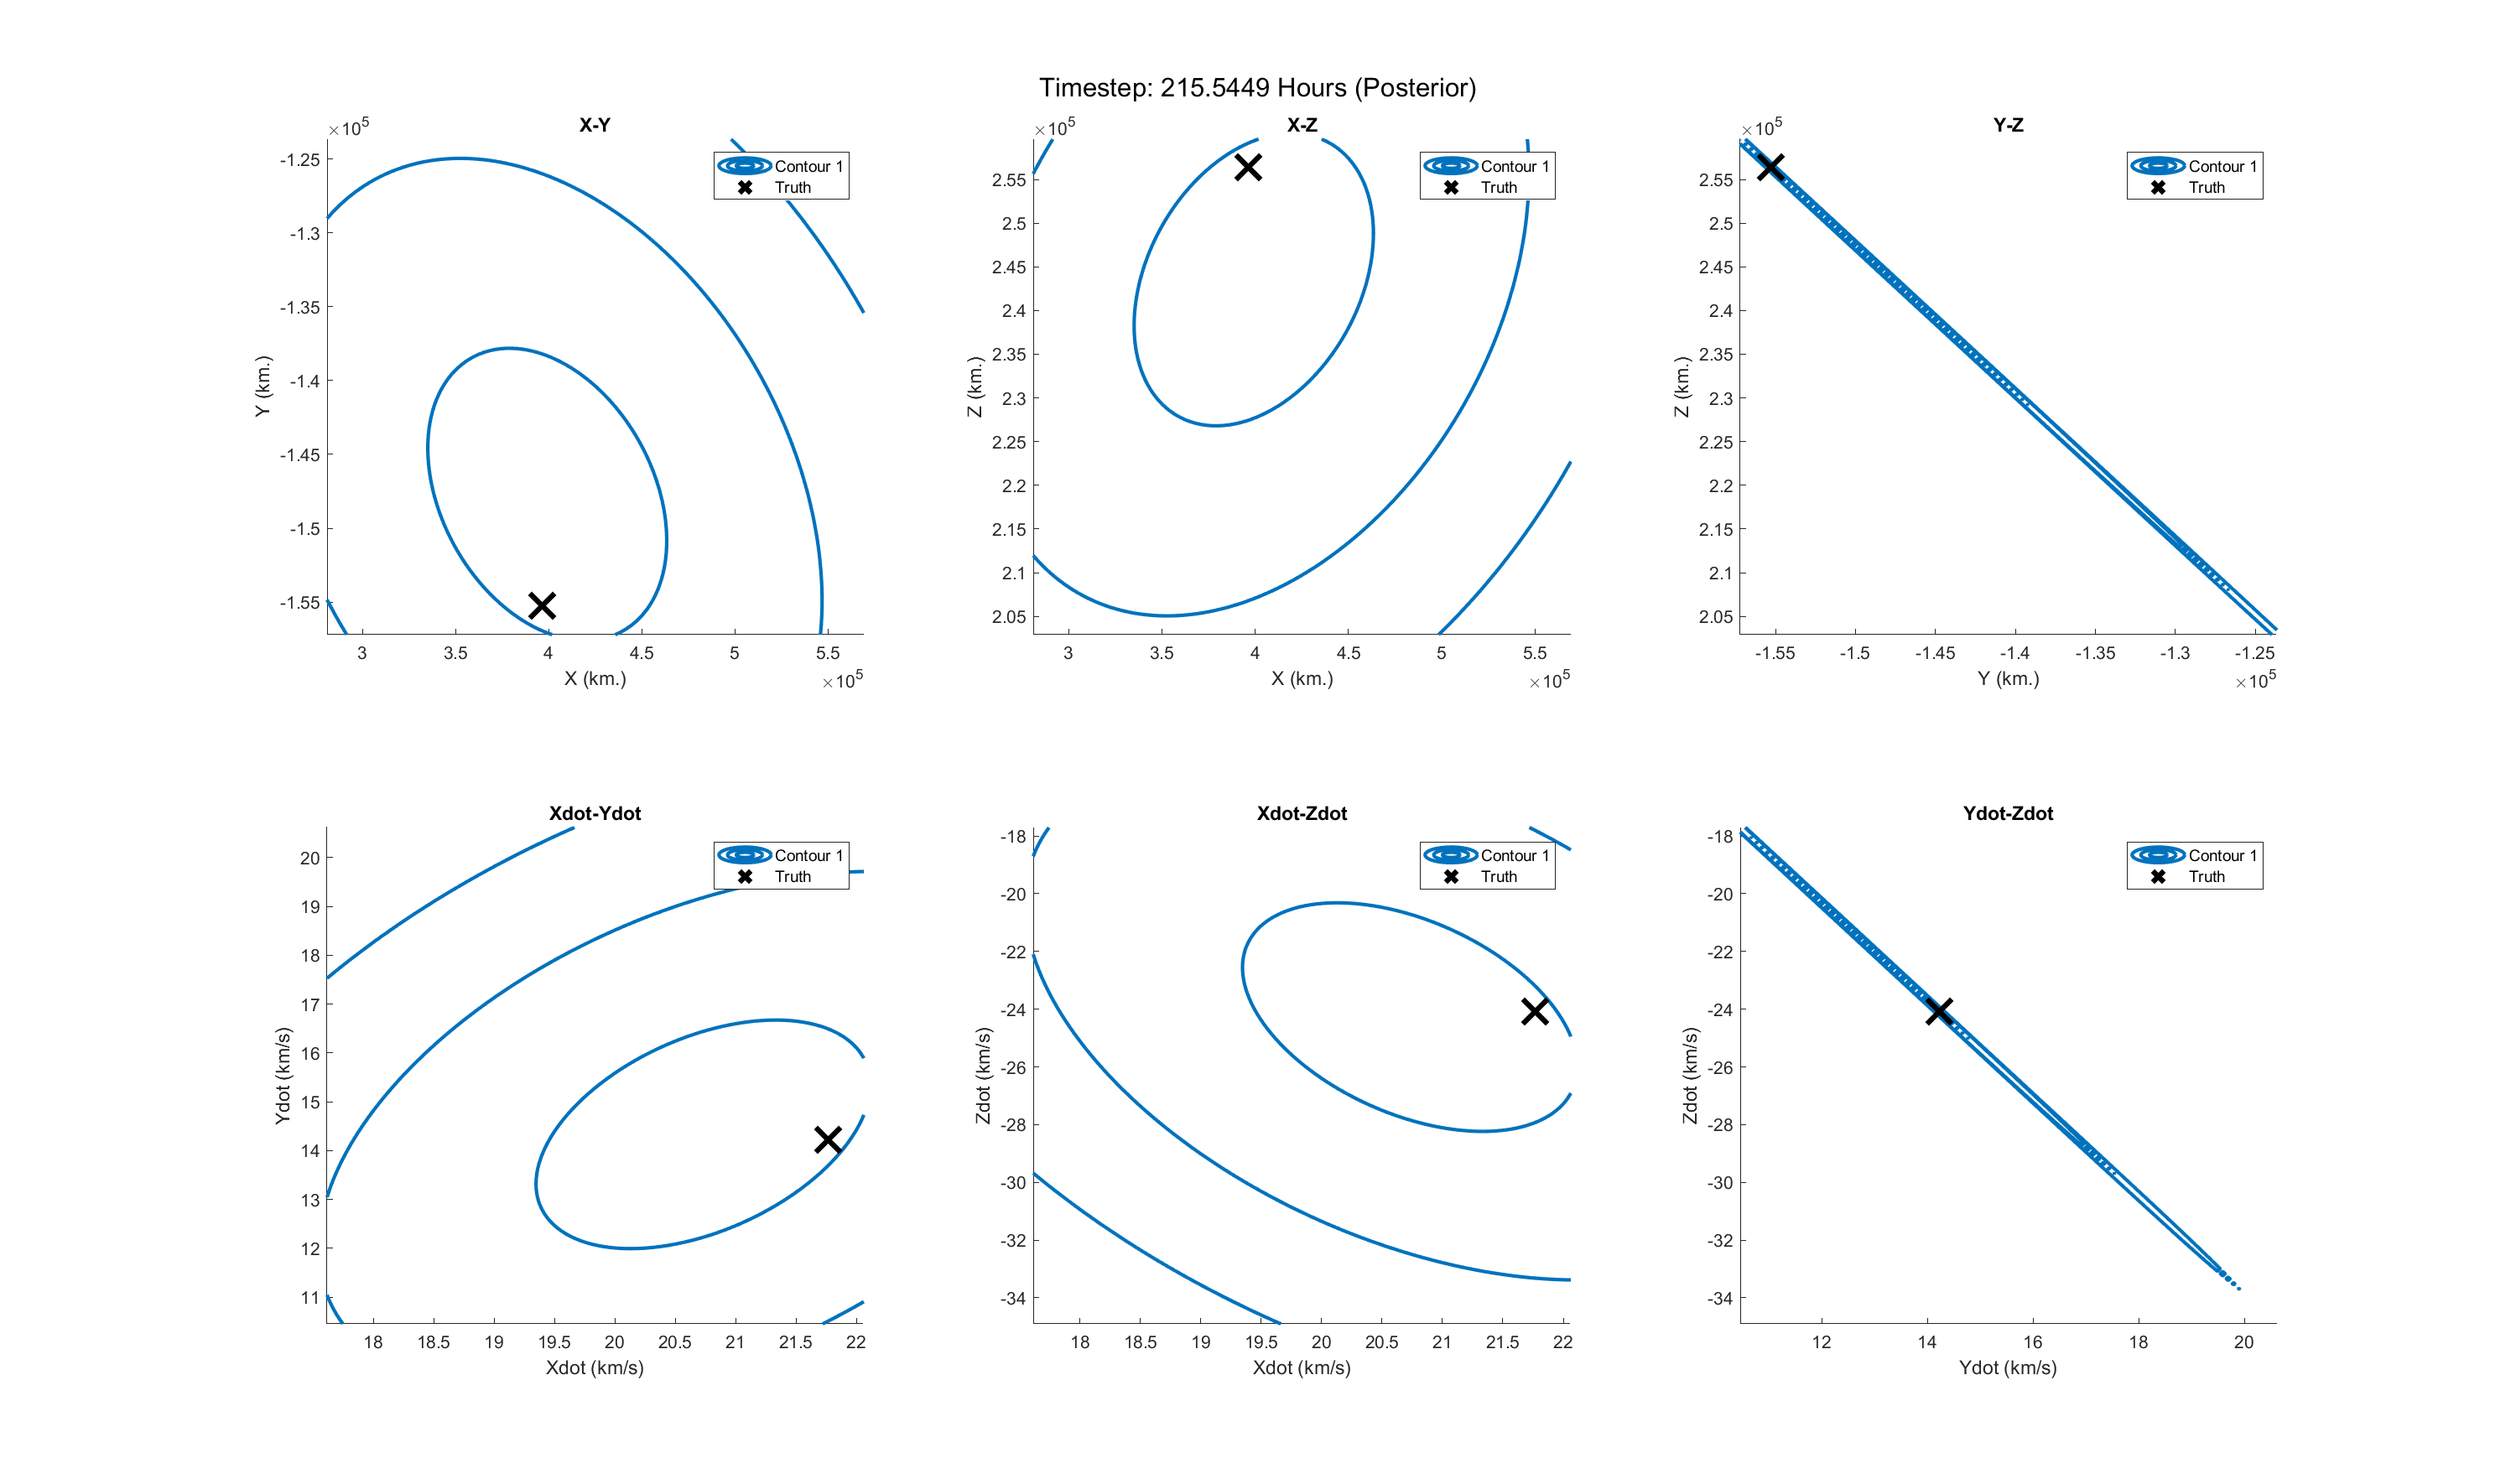 Timestep: 215.5449 Hours (Posterior)
X-Y
×10^5
-1.25
-1.3
-1.35
-1.4
-1.45
-1.5
-1.55
Y (km.)
3 3.5 4 4.5 5 5.5
X (km.)
×10^5
Contour 1
Truth
X-Z
×10^5
2.55
2.5
2.45
2.4
2.35
2.3
2.25
2.2
2.15
2.1
2.05
Z (km.)
3 3.5 4 4.5 5 5.5
X (km.)
×10^5
Contour 1
Truth
Y-Z
×10^5
2.55
2.5
2.45
2.4
2.35
2.3
2.25
2.2
2.15
2.1
2.05
Z (km.)
-1.55 -1.5 -1.45 -1.4 -1.35 -1.3 -1.25
Y (km.)
×10^5
Contour 1
Truth
Xdot-Ydot
20
19
18
17
16
15
14
13
12
11
Ydot (km/s)
18 18.5 19 19.5 20 20.5 21 21.5 22
Xdot (km/s)
Contour 1
Truth
Xdot-Zdot
-18
-20
-22
-24
-26
-28
-30
-32
-34
Zdot (km/s)
18 18.5 19 19.5 20 20.5 21 21.5 22
Xdot (km/s)
Contour 1
Truth
Ydot-Zdot
-18
-20
-22
-24
-26
-28
-30
-32
-34
Zdot (km/s)
12 14 16 18 20
Ydot (km/s)
Contour 1
Truth